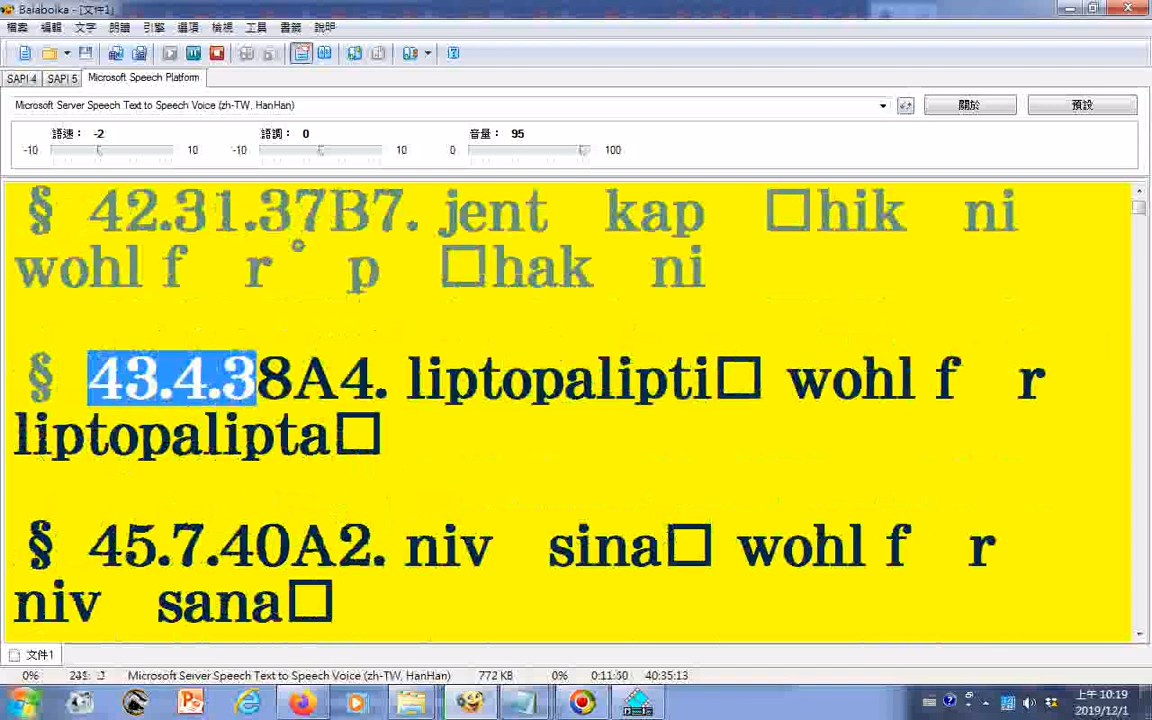 Balabolka - [文件1]
檔案 編輯 文字 朗讀 引擎 選項 檢視 工具 書籤 說明
SAPI 4 SAPI 5 Microsoft Speech Platform
Microsoft Server Speech Text to Speech Voice (zh-TW, HanHan) 關於 預設
語速： -2 語調： 0 音量： 95
-10 10 -10 10 0 100
§ 42.31.37B7. jent kap □hik ni
wohl f r ° p □hak ni
§ 43.4.38A4. liptopalipti□ wohl f r
liptopalipta□
§ 45.7.40A2. niv sina□ wohl f r
niv sana□
文件1
0% Microsoft Server Speech Text to Speech Voice (zh-TW, HanHan) 772 KB 0% 40:35:13
上午 10:19
2019/12/1